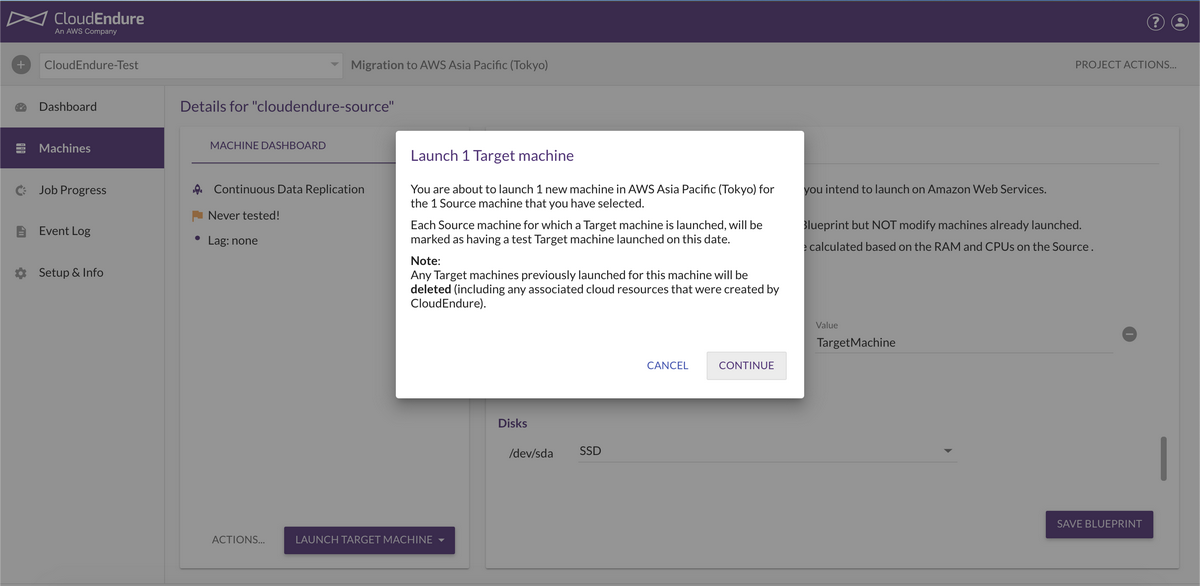 CloudEndure
An AWS Company
?
CloudEndure-Test
Migration to AWS Asia Pacific (Tokyo)
PROJECT ACTIONS...
Dashboard
Machines
Job Progress
Event Log
Setup & Info
Details for "cloudendure-source"
MACHINE DASHBOARD
Continuous Data Replication
Never tested!
Lag: none
ACTIONS...
LAUNCH TARGET MACHINE
Launch 1 Target machine
You are about to launch 1 new machine in AWS Asia Pacific (Tokyo) for
the 1 Source machine that you have selected.
Each Source machine for which a Target machine is launched, will be
marked as having a test Target machine launched on this date.
Note:
Any Target machines previously launched for this machine will be
deleted (including any associated cloud resources that were created by
CloudEndure).
CANCEL
CONTINUE
you intend to launch on Amazon Web Services.
Blueprint but NOT modify machines already launched.
calculated based on the RAM and CPUs on the Source .
Value
TargetMachine
Disks
/dev/sda
SSD
SAVE BLUEPRINT